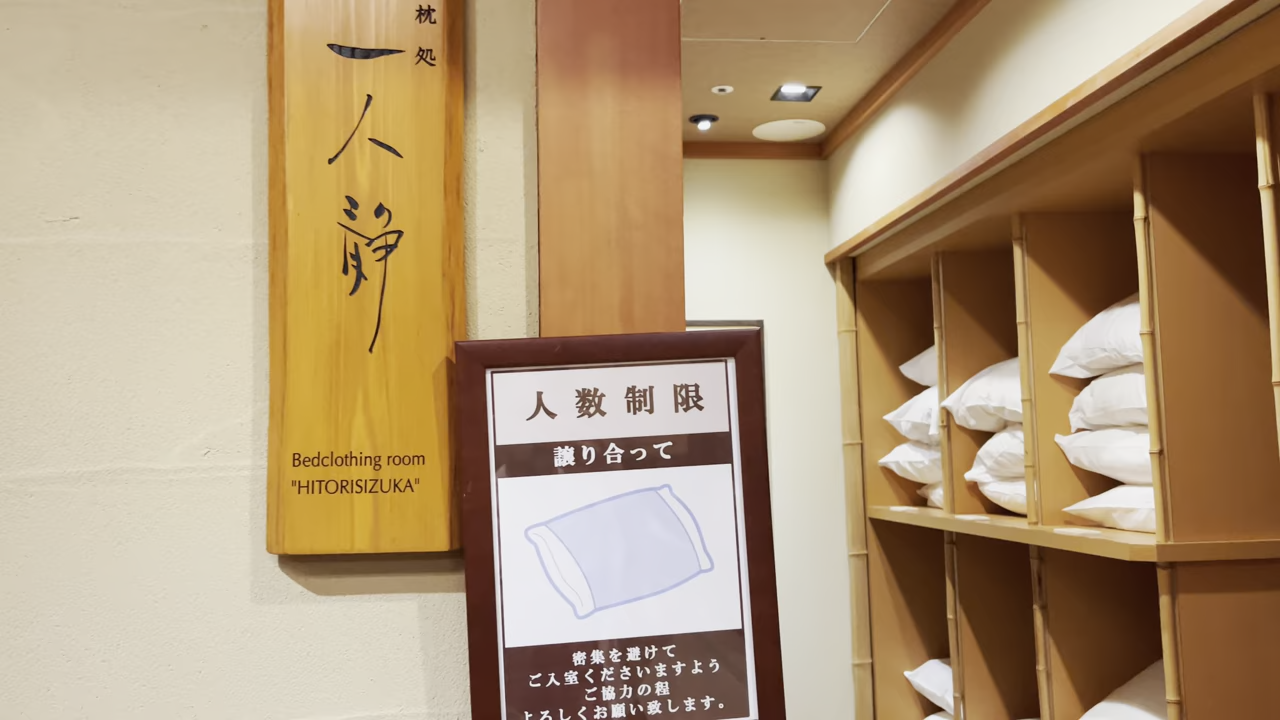 枕処
一人静
Bedclothing room
"HITORISIZUKA"
人数制限
譲り合って
密集を避けて
ご入室くださいますよう
ご協力の程
よろしくお願い致します。